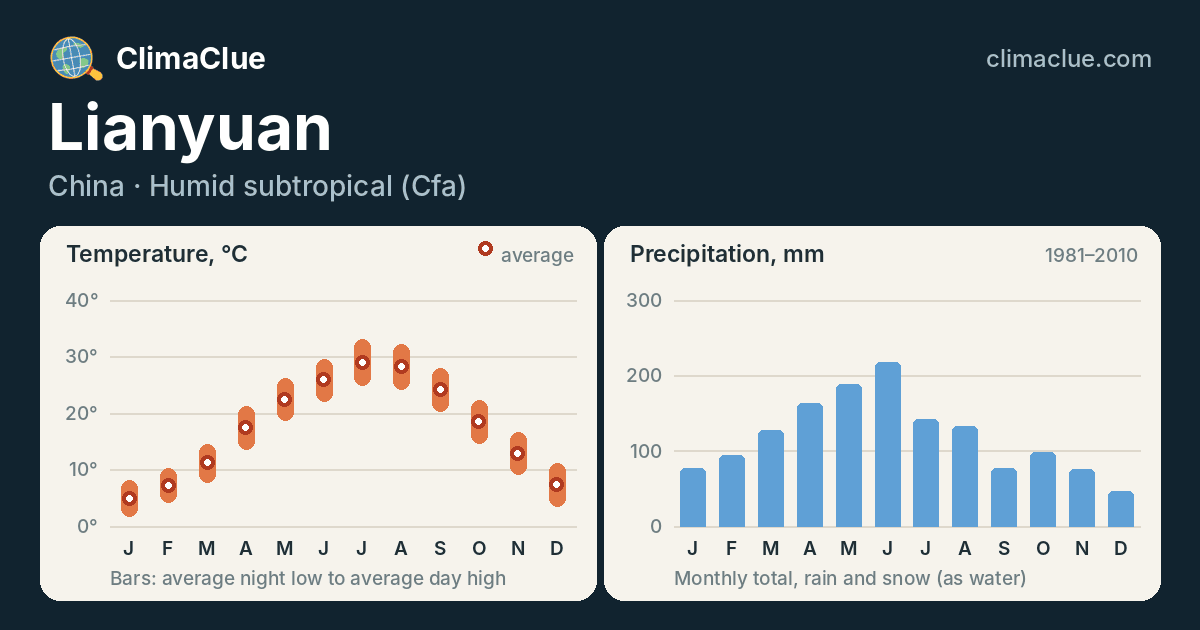 ClimaClue
climaclue.com
Lianyuan
China · Humid subtropical (Cfa)
Temperature, °C
average
40°
30°
20°
10°
0°
J F M A M J J A S O N D
Bars: average night low to average day high
Precipitation, mm
1981–2010
300
200
100
0
J F M A M J J A S O N D
Monthly total, rain and snow (as water)